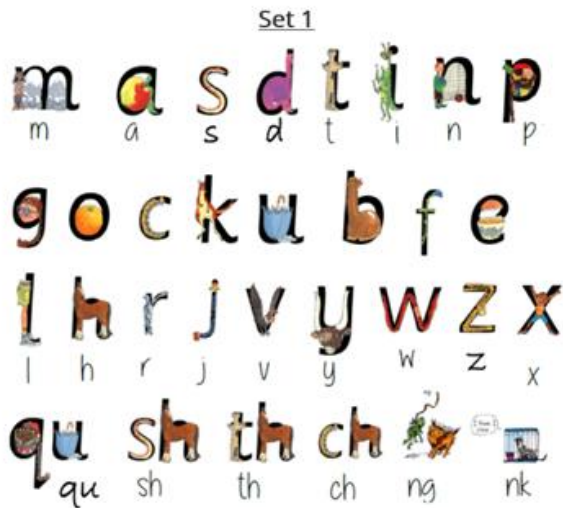 Set 1
m a s d t i n p
m a s d t i n p
g o c k u b f e
l h r j v y w z x
l h r j v y w z x
qu sh th ch
qu sh th ch ng nk